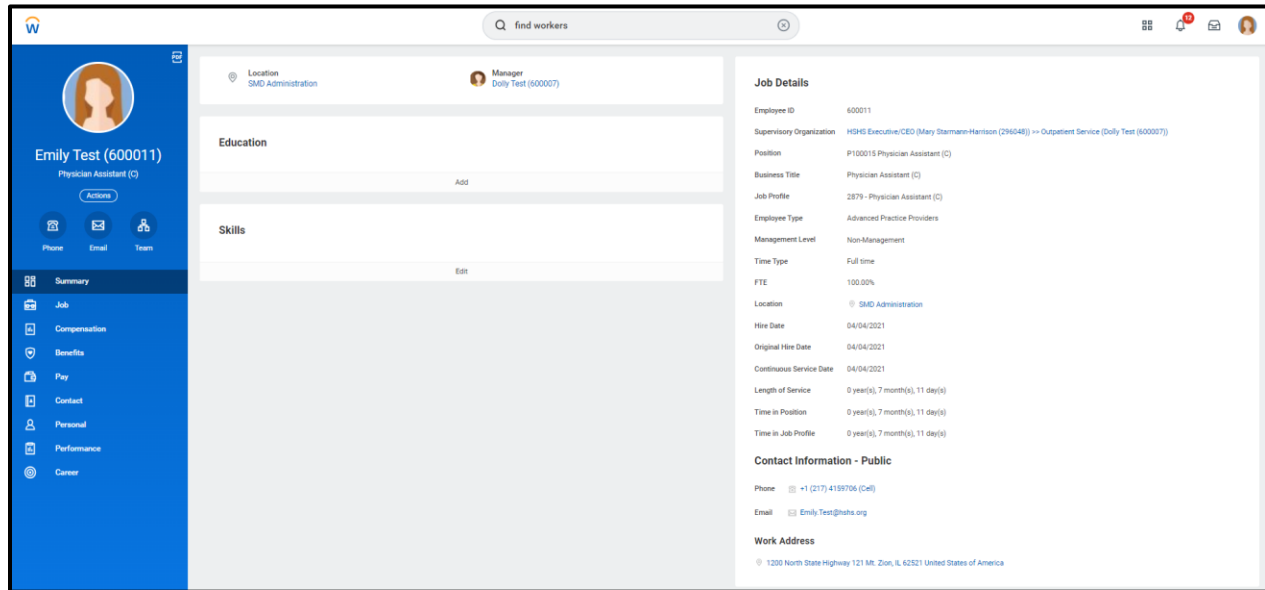 w
find workers
12
PDF
Emily Test (600011)
Physician Assistant (C)
Actions
Phone Email Team
Summary
Job
Compensation
Benefits
Pay
Contact
Personal
Performance
Career
Location
SMD Administration
Manager
Dolly Test (600007)
Education
Add
Skills
Edit
Job Details
Employee ID 600011
Supervisory Organization HSHS Executive/CEO (Mary Starmann-Harrison (296048)) >> Outpatient Service (Dolly Test (600007))
Position P100015 Physician Assistant (C)
Business Title Physician Assistant (C)
Job Profile 2879 - Physician Assistant (C)
Employee Type Advanced Practice Providers
Management Level Non-Management
Time Type Full time
FTE 100.00%
Location SMD Administration
Hire Date 04/04/2021
Original Hire Date 04/04/2021
Continuous Service Date 04/04/2021
Length of Service 0 year(s), 7 month(s), 11 day(s)
Time in Position 0 year(s), 7 month(s), 11 day(s)
Time in Job Profile 0 year(s), 7 month(s), 11 day(s)
Contact Information - Public
Phone +1 (217) 4159706 (Cell)
Email Emily.Test@hshs.org
Work Address
1200 North State Highway 121 Mt. Zion, IL 62521 United States of America